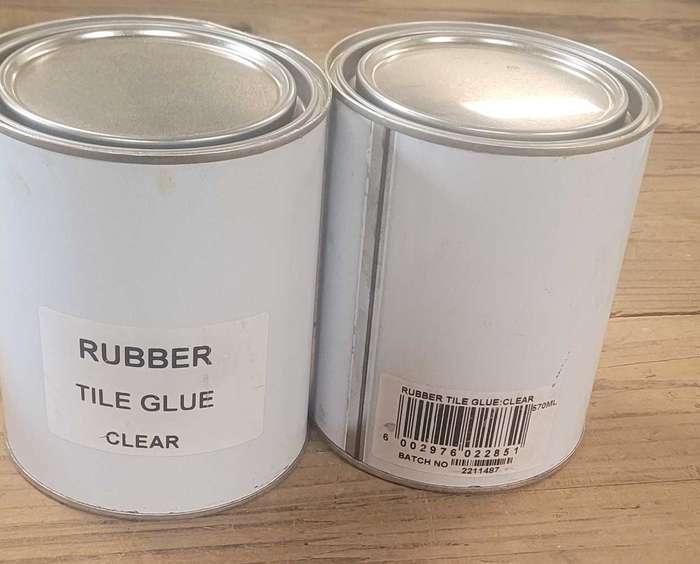 RUBBER
TILE GLUE
CLEAR
RUBBER TILE GLUE:CLEAR
570ML
6 002976 022851
BATCH NO
2211487